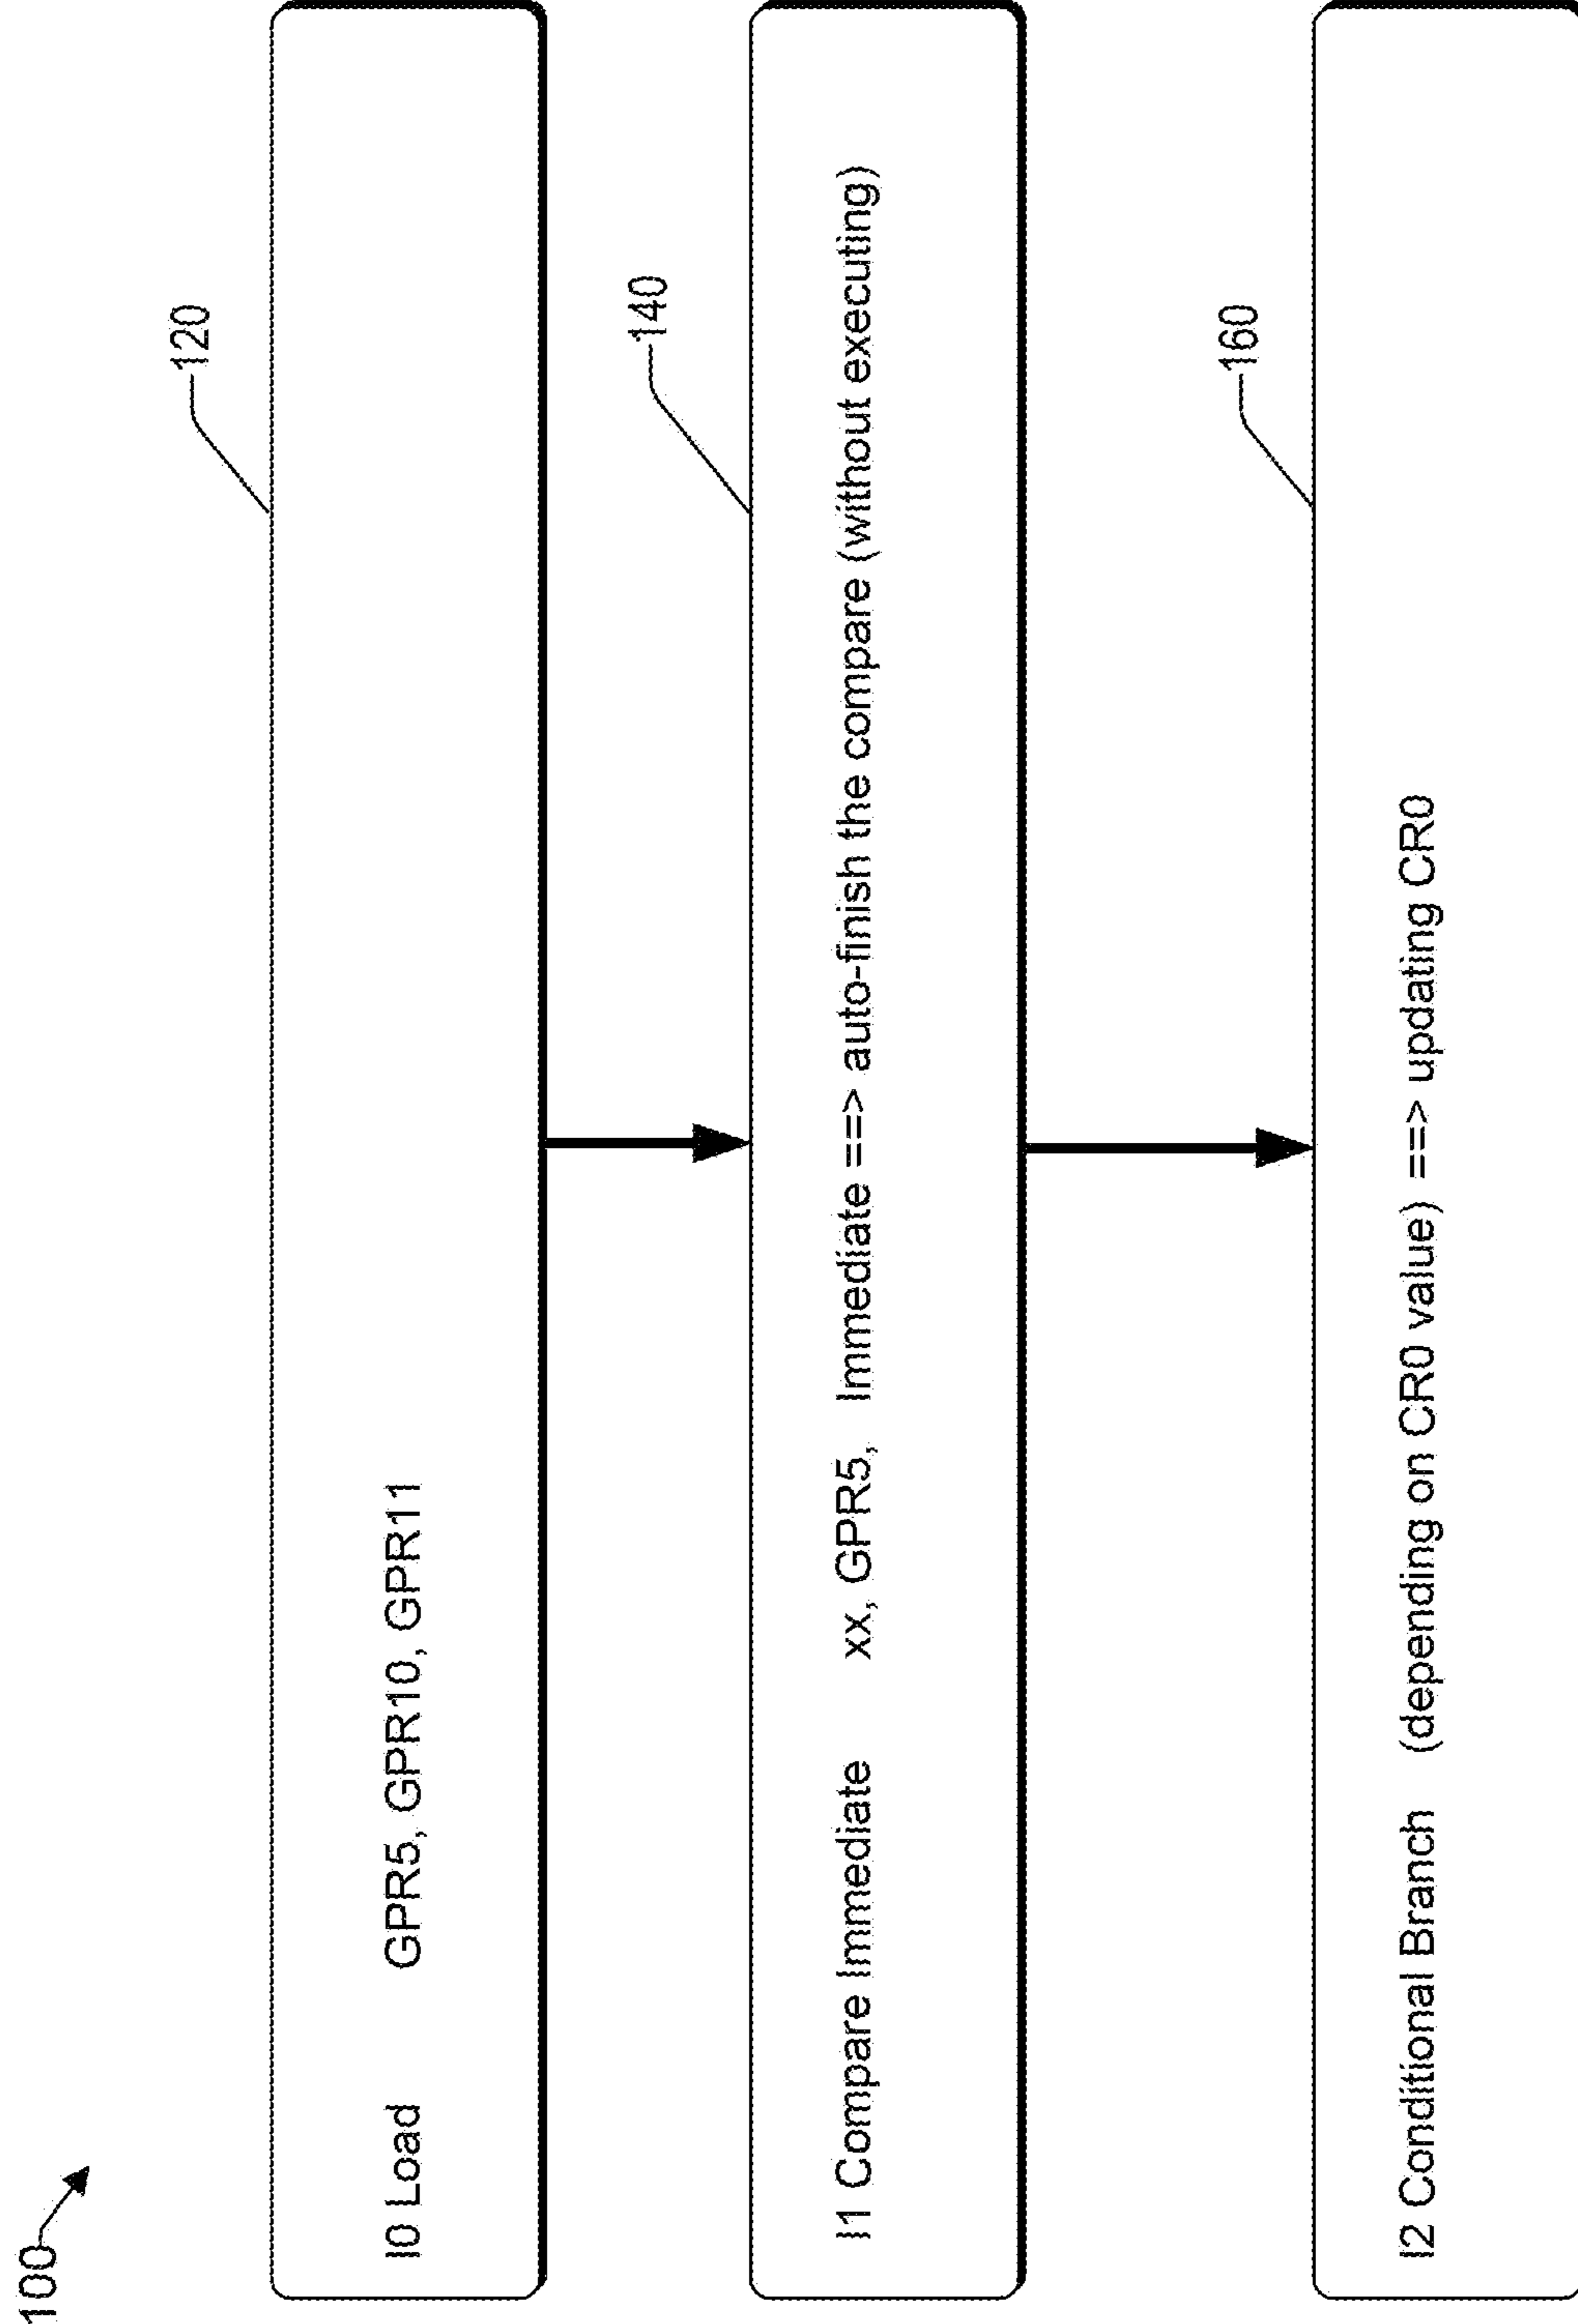 100
120
I0 Load GPR5, GPR10, GPR11
140
I1 Compare Immediate xx, GPR5, Immediate ==> auto-finish the compare (without executing)
160
I2 Conditional Branch (depending on CR0 value) ==> updating CR0